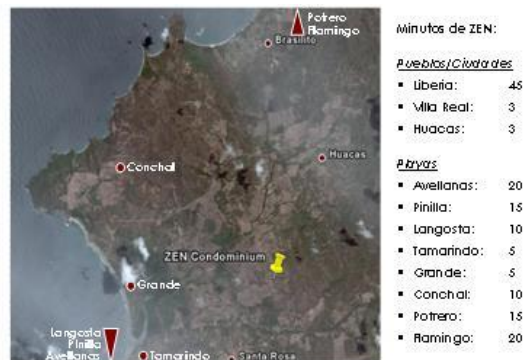 Potrero
Flamingo
Brasilito
Huacas
Conchal
ZEN Condominium
Grande
Langosta
Pinilla
Avellanas
Tamarindo
Santa Rosa
Minutos de ZEN:
Pueblos/Ciudades
▪ Liberia: 45
▪ Villa Real: 3
▪ Huacas: 3
Playas
▪ Avellanas: 20
▪ Pinilla: 15
▪ Langosta: 10
▪ Tamarindo: 5
▪ Grande: 5
▪ Conchal: 10
▪ Potrero: 15
▪ Flamingo: 20